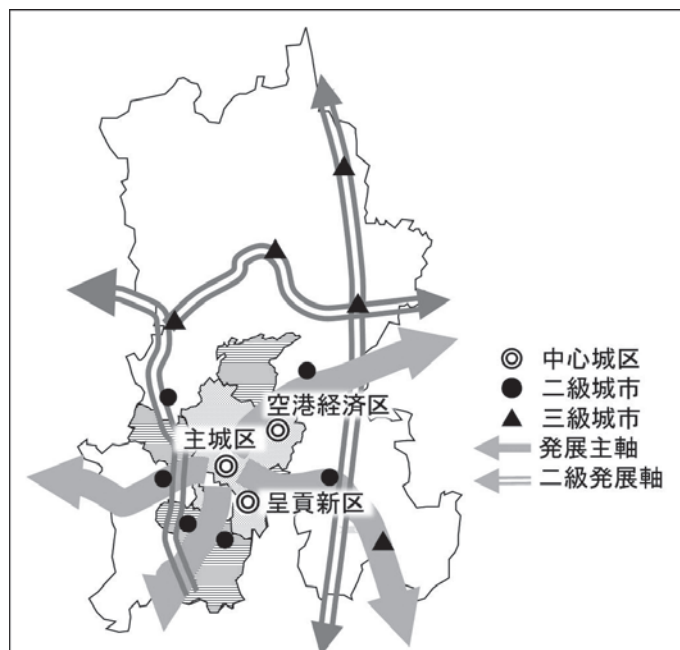 空港経済区
主城区
呈貢新区
中心城区
二級城市
三級城市
発展主軸
二級発展軸